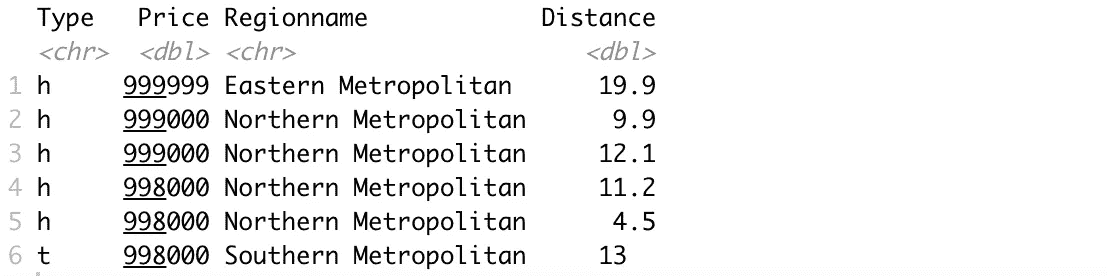 Type Price Regionname Distance
<chr> <dbl> <chr> <dbl>
1 h 999999 Eastern Metropolitan 19.9
2 h 999000 Northern Metropolitan 9.9
3 h 999000 Northern Metropolitan 12.1
4 h 998000 Northern Metropolitan 11.2
5 h 998000 Northern Metropolitan 4.5
6 t 998000 Southern Metropolitan 13